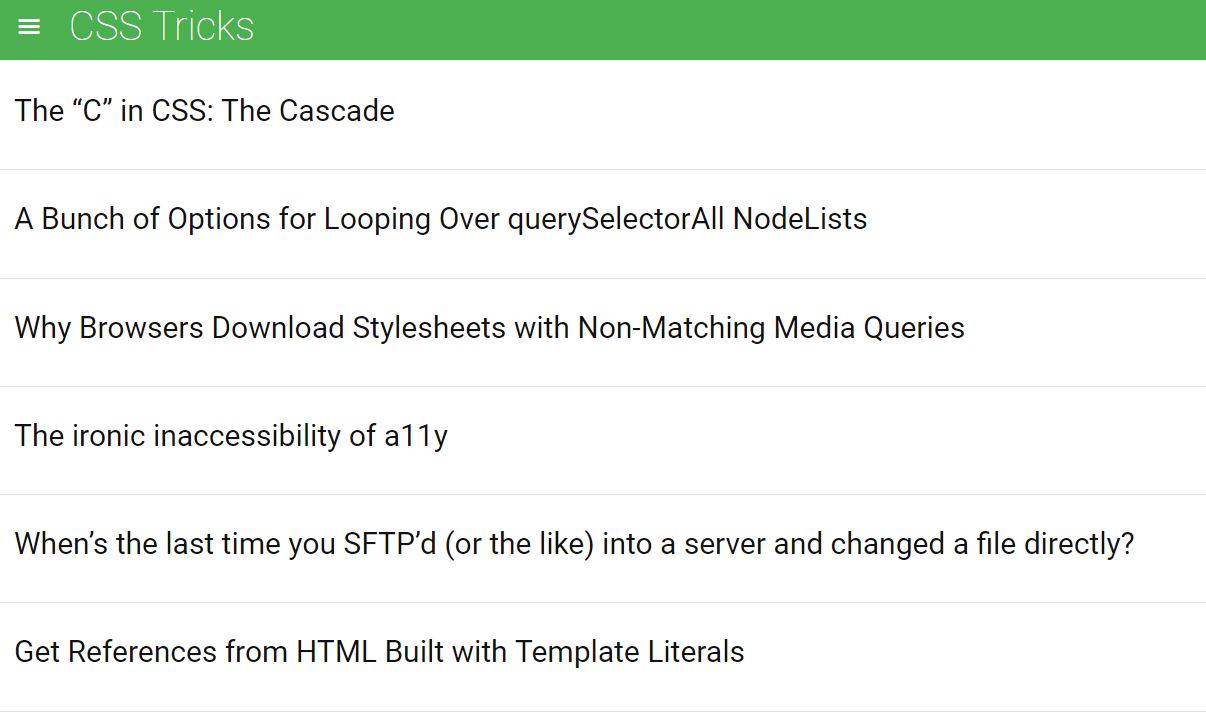 CSS Tricks
The “C” in CSS: The Cascade
A Bunch of Options for Looping Over querySelectorAll NodeLists
Why Browsers Download Stylesheets with Non-Matching Media Queries
The ironic inaccessibility of a11y
When’s the last time you SFTP’d (or the like) into a server and changed a file directly?
Get References from HTML Built with Template Literals